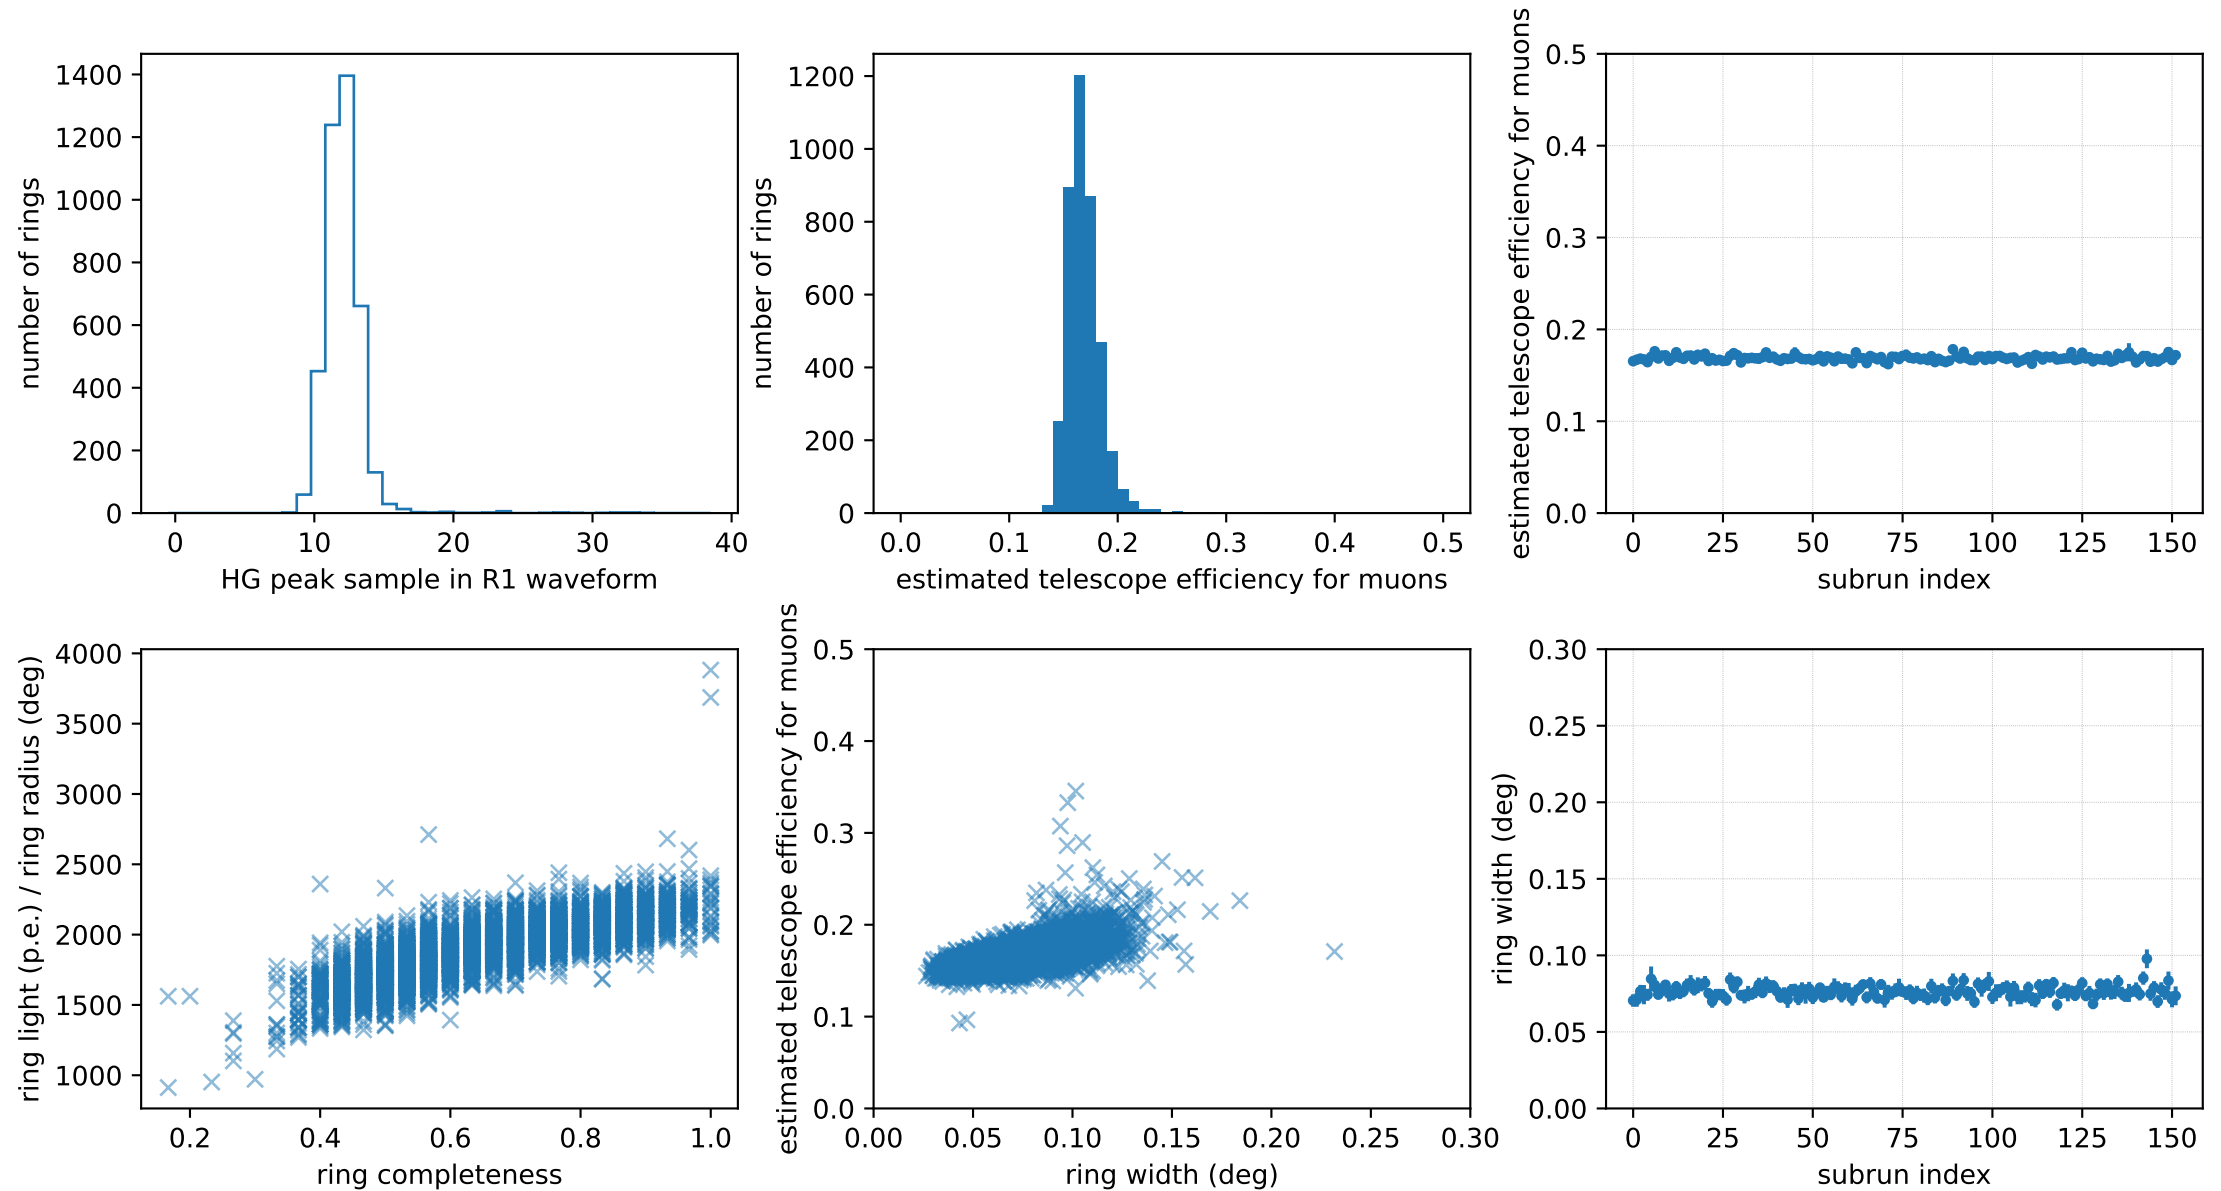 1400
1200
1000
800
600
400
200
0
number of rings
0 10 20 30 40
HG peak sample in R1 waveform
1200
1000
800
600
400
200
0
number of rings
0.0 0.1 0.2 0.3 0.4 0.5
estimated telescope efficiency for muons
0.5
0.4
0.3
0.2
0.1
0.0
estimated telescope efficiency for muons
0 25 50 75 100 125 150
subrun index
4000
3500
3000
2500
2000
1500
1000
ring light (p.e.) / ring radius (deg)
0.2 0.4 0.6 0.8 1.0
ring completeness
0.5
0.4
0.3
0.2
0.1
0.0
estimated telescope efficiency for muons
0.00 0.05 0.10 0.15 0.20 0.25 0.30
ring width (deg)
0.30
0.25
0.20
0.15
0.10
0.05
0.00
ring width (deg)
0 25 50 75 100 125 150
subrun index